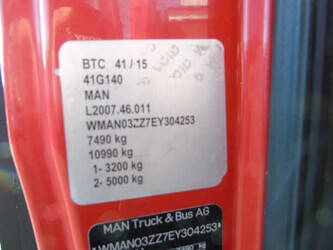 BTC 41/15
41G140
MAN
L2007.46.011
WMAN03ZZ7EY304253
7490 kg
10990 kg
1- 3200 kg
2- 5000 kg
MAN Truck & Bus AG
*WMAN03ZZ7EY304253*